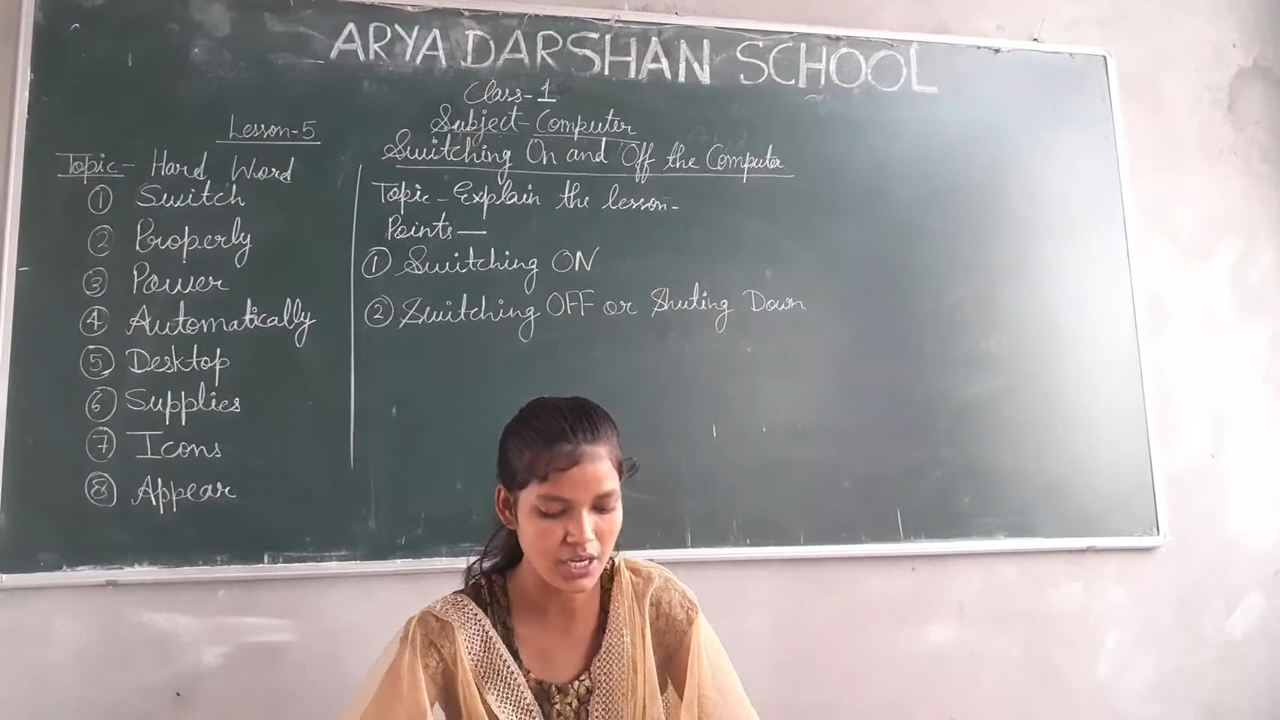 ARYA DARSHAN SCHOOL
Class-1
Subject-Computer
Switching On and Off the Computer
Lesson-5
Topic- Hard Word
① Switch
② Properly
③ Power
④ Automatically
⑤ Desktop
⑥ Supplies
⑦ Icons
⑧ Appear
Topic- Explain the lesson-
Points—
① Switching ON
② Switching OFF or Shuting Down